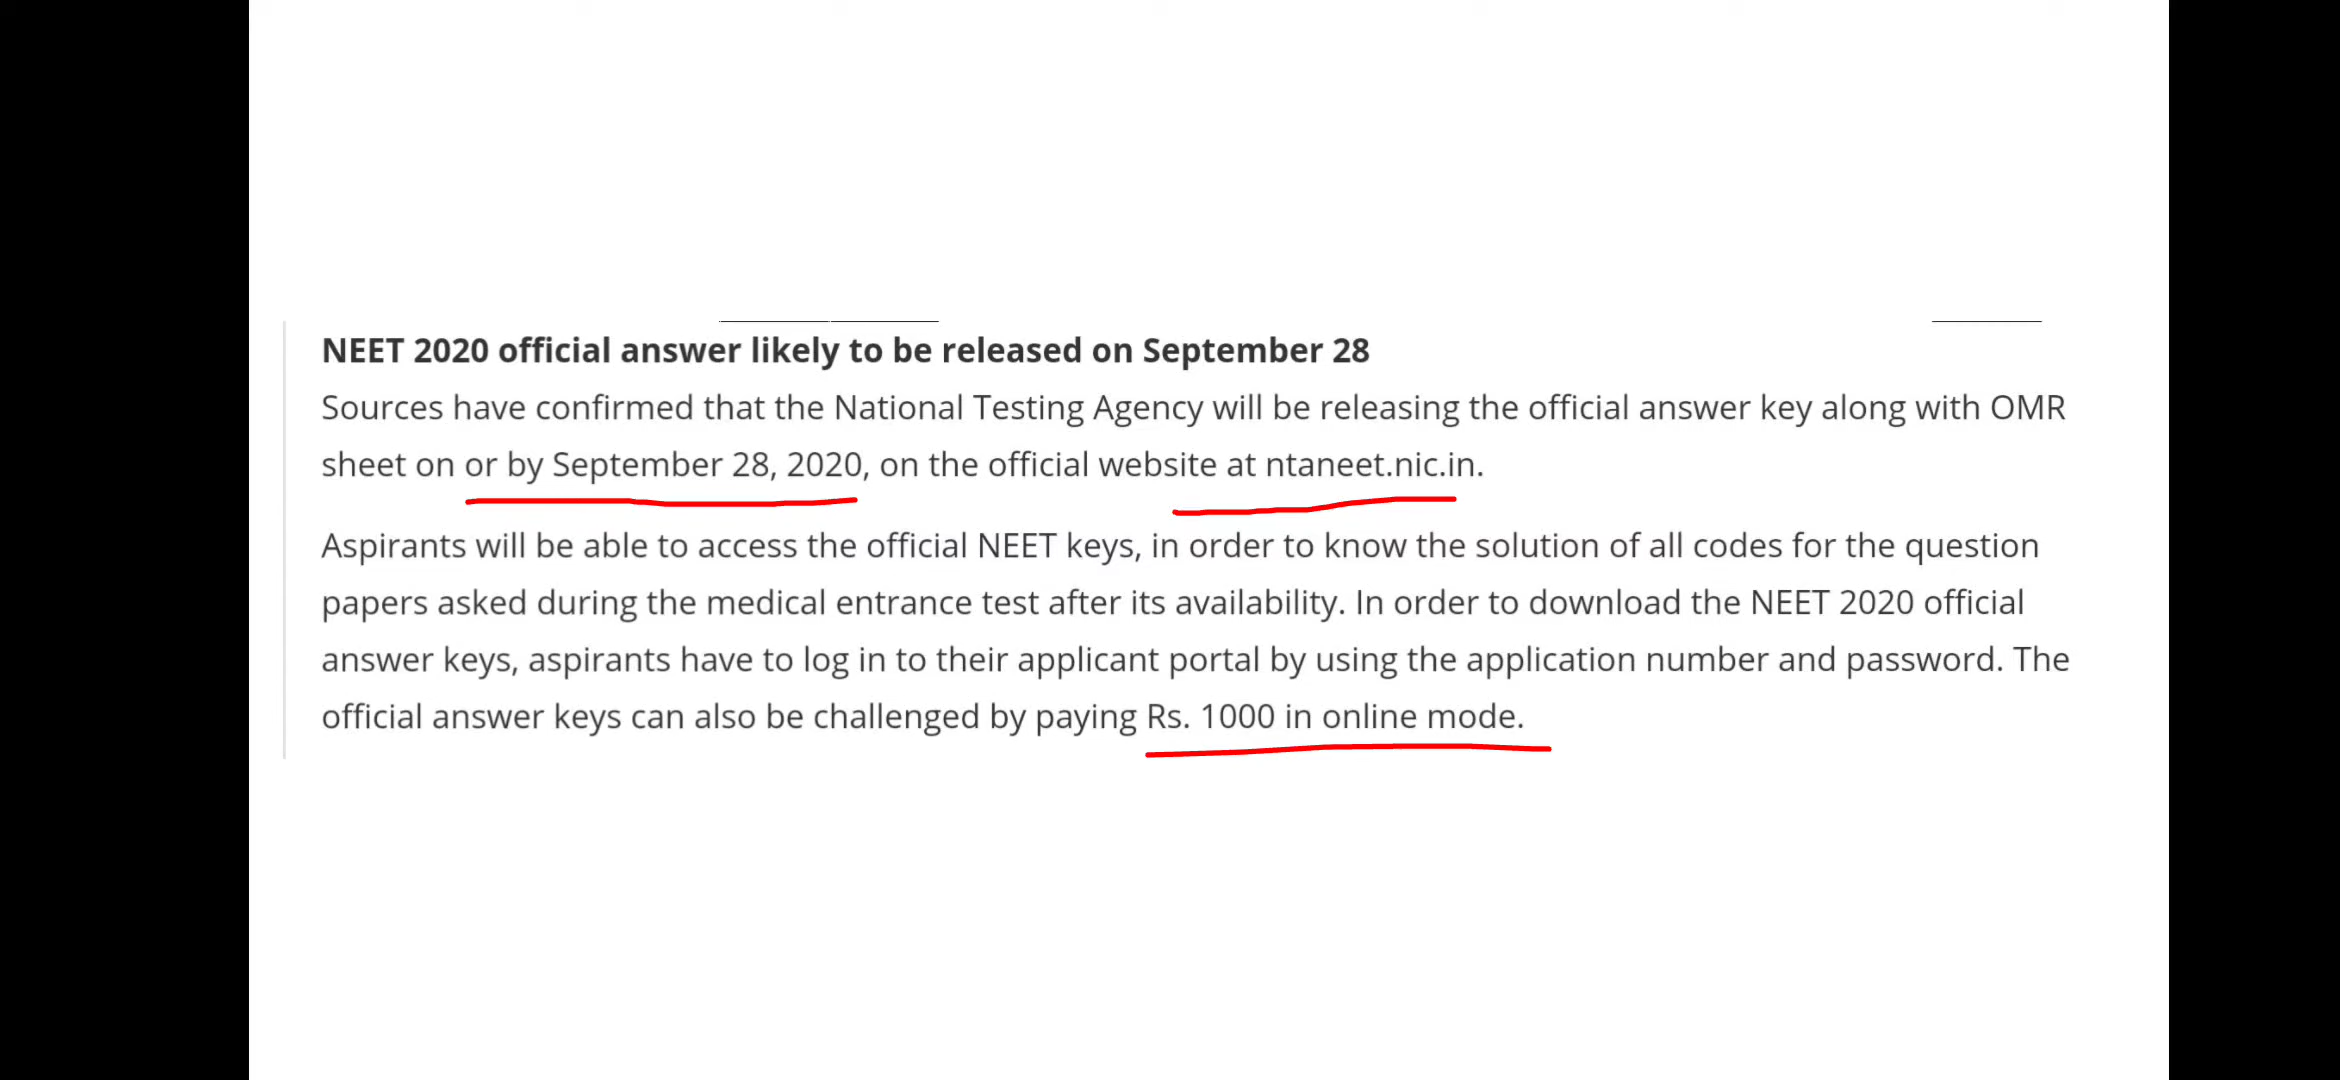 NEET 2020 official answer likely to be released on September 28
Sources have confirmed that the National Testing Agency will be releasing the official answer key along with OMR
sheet on or by September 28, 2020, on the official website at ntaneet.nic.in.
Aspirants will be able to access the official NEET keys, in order to know the solution of all codes for the question
papers asked during the medical entrance test after its availability. In order to download the NEET 2020 official
answer keys, aspirants have to log in to their applicant portal by using the application number and password. The
official answer keys can also be challenged by paying Rs. 1000 in online mode.